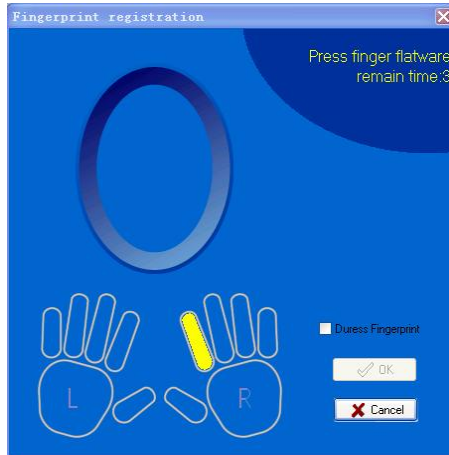 Fingerprint registration
Press finger flatware
remain time:3
Duress Fingerprint
L
R
OK
Cancel